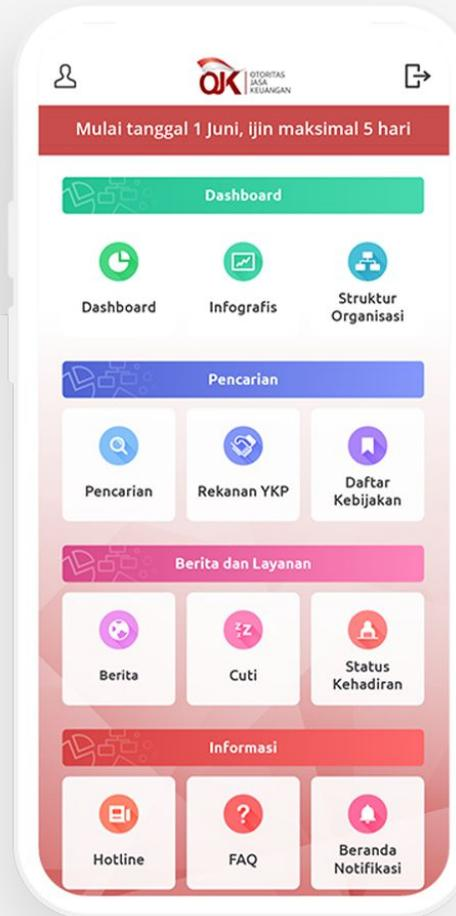 OJK
OTORITAS
JASA
KEUANGAN
Mulai tanggal 1 Juni, ijin maksimal 5 hari
Dashboard
Dashboard
Infografis
Struktur
Organisasi
Pencarian
Pencarian
Rekanan YKP
Daftar
Kebijakan
Berita dan Layanan
Berita
zzZ
Cuti
Status
Kehadiran
Informasi
Hotline
?
FAQ
Beranda
Notifikasi